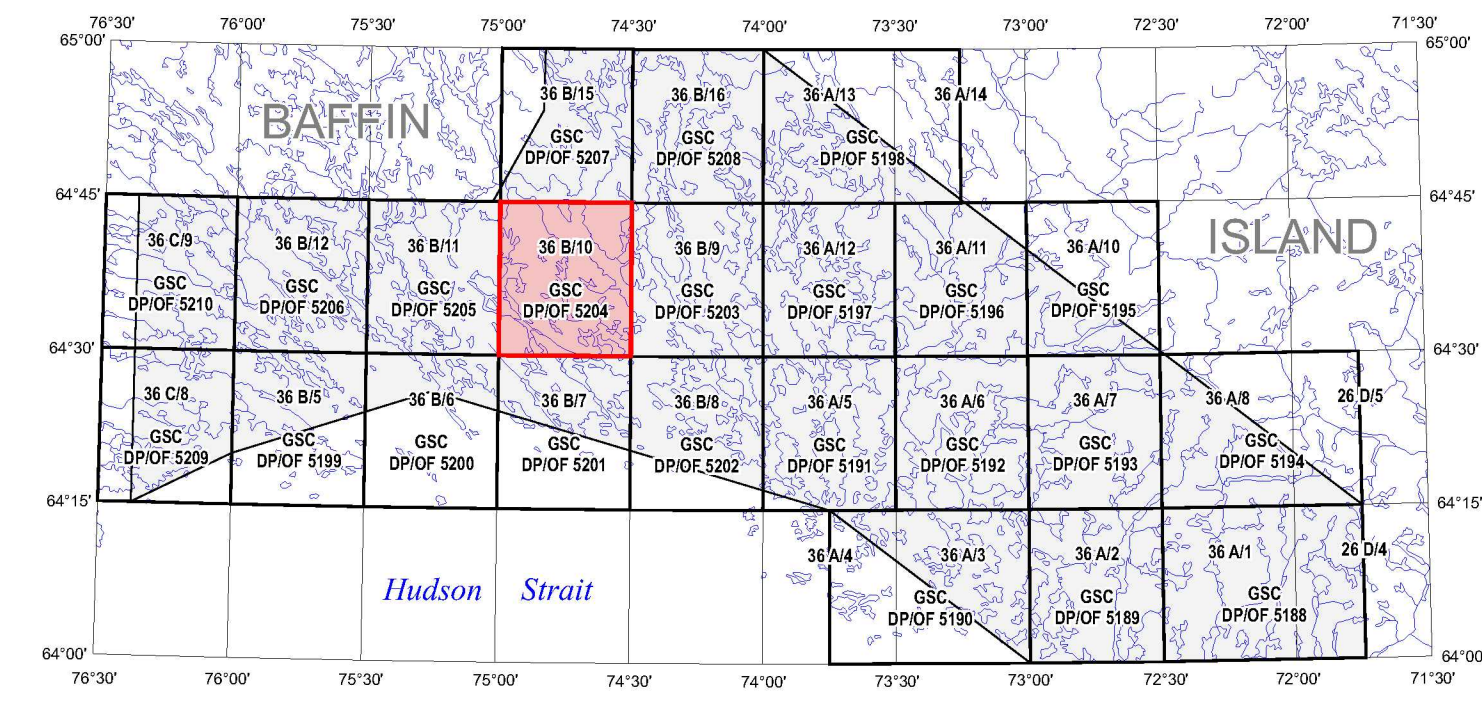 76°30' 76°00' 75°30' 75°00' 74°30' 74°00' 73°30' 73°00' 72°30' 72°00' 71°30'
65°00' 65°00'
BAFFIN
36 B/15 36 B/16 36 A/13 36 A/14
GSC GSC GSC
DP/OF 5207 DP/OF 5208 DP/OF 5198
64°45' 64°45'
ISLAND
36 C/9 36 B/12 36 B/11 36 B/10 36 B/9 36 A/12 36 A/11 36 A/10
GSC GSC GSC GSC GSC GSC GSC GSC
DP/OF 5210 DP/OF 5206 DP/OF 5205 DP/OF 5204 DP/OF 5203 DP/OF 5197 DP/OF 5196 DP/OF 5195
64°30' 64°30'
36 C/8 36 B/5 36 B/6 36 B/7 36 B/8 36 A/5 36 A/6 36 A/7 36 A/8 26 D/5
GSC GSC GSC GSC GSC GSC GSC GSC GSC
DP/OF 5209 DP/OF 5199 DP/OF 5200 DP/OF 5201 DP/OF 5202 DP/OF 5191 DP/OF 5192 DP/OF 5193 DP/OF 5194
64°15' 64°15'
36 A/4 36 A/3 36 A/2 36 A/1 26 D/4
Hudson Strait
GSC GSC GSC
DP/OF 5190 DP/OF 5189 DP/OF 5188
64°00' 64°00'
76°30' 76°00' 75°30' 75°00' 74°30' 74°00' 73°30' 73°00' 72°30' 72°00' 71°30'